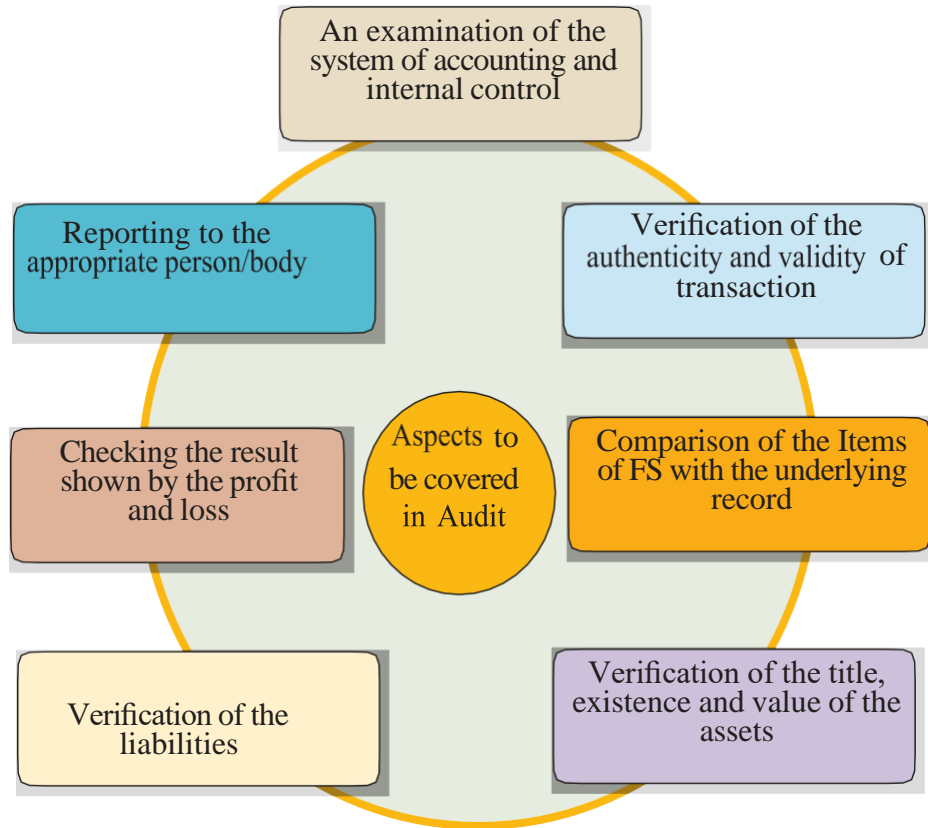 An examination of the
system of accounting and
internal control
Reporting to the
appropriate person/body
Verification of the
authenticity and validity of
transaction
Checking the result
shown by the profit
and loss
Aspects to
be covered
in Audit
Comparison of the Items
of FS with the underlying
record
Verification of the
liabilities
Verification of the title,
existence and value of the
assets